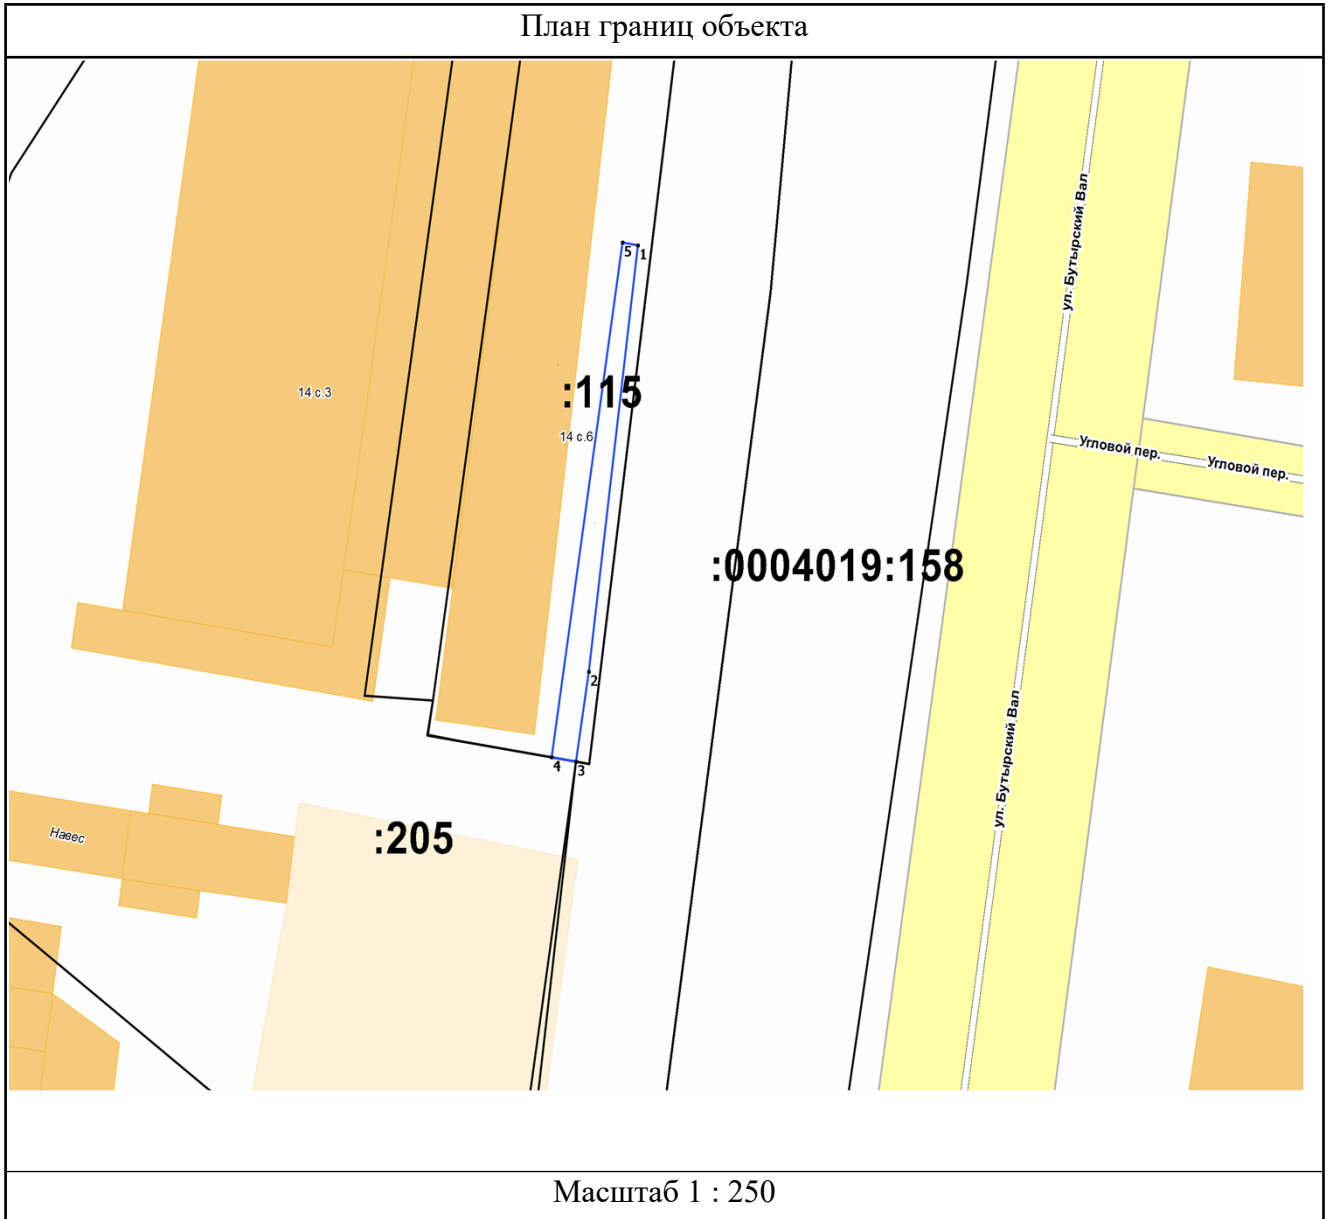 План границ объекта
ул. Бутырский Вал
5
1
:115
14 с.3
14 с.6
Угловой пер.
Угловой пер.
:0004019:158
2
ул. Бутырский Вал
4
3
Навес
:205
Масштаб 1 : 250